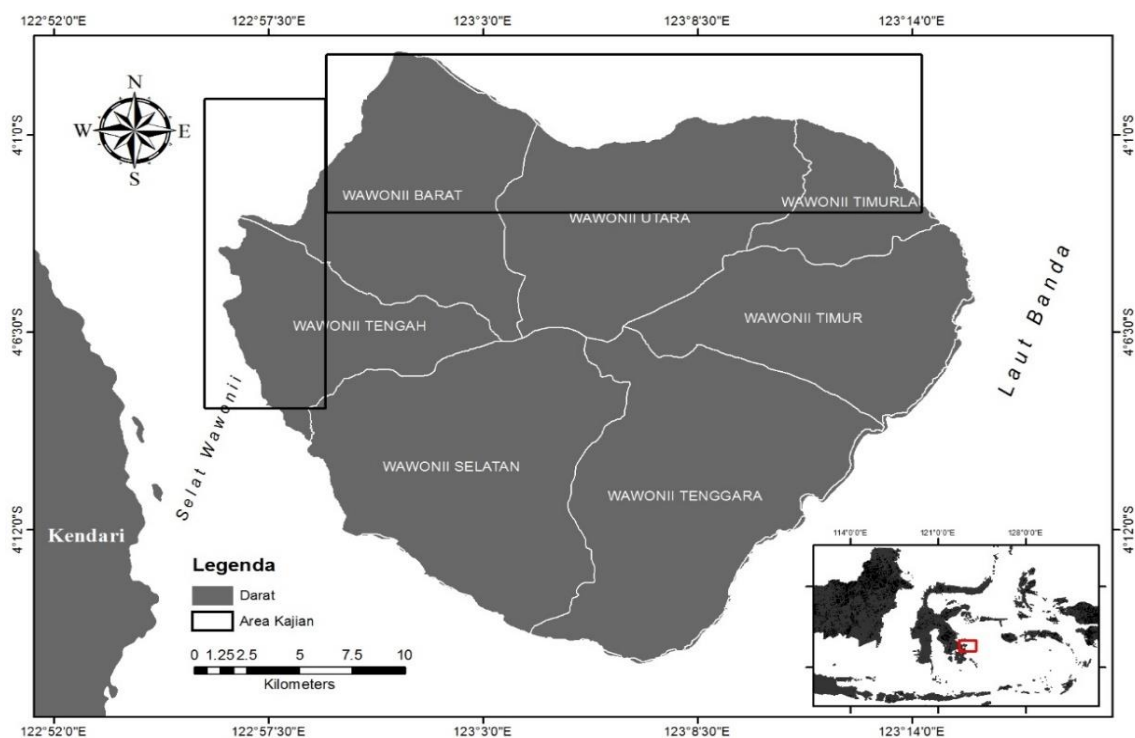 122°52'0"E 122°57'30"E 123°3'0"E 123°8'30"E 123°14'0"E
N
W E
S
4°1'0"S 4°1'0"S
WAWONII BARAT
WAWONII UTARA
WAWONII TIMURLA
WAWONII TENGAH
WAWONII TIMUR
4°6'30"S 4°6'30"S
Laut Banda
Selat Wawonii
WAWONII SELATAN
WAWONII TENGGARA
4°12'0"S 4°12'0"S
Kendari
Legenda
Darat
Area Kajian
0 1.25 2.5 5 7.5 10
Kilometers
114°0'0"E 121°0'0"E 128°0'0"E
122°52'0"E 122°57'30"E 123°3'0"E 123°8'30"E 123°14'0"E